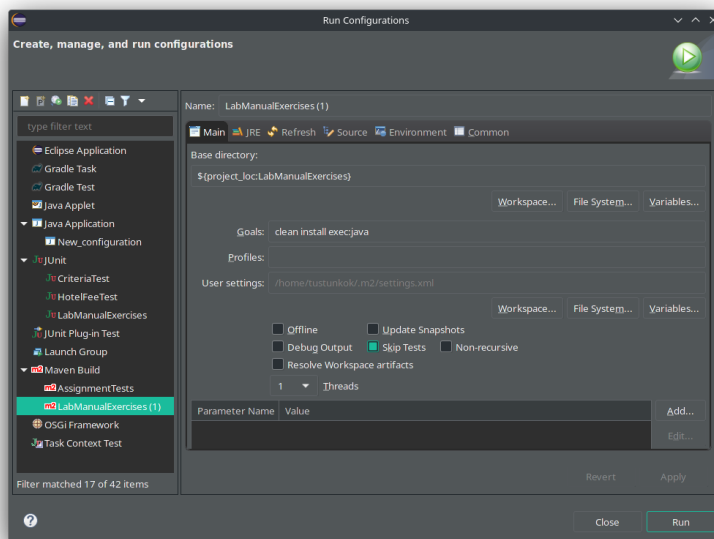 Run Configurations
Create, manage, and run configurations
type filter text
Eclipse Application
Gradle Task
Gradle Test
Java Applet
Java Application
New_configuration
JUnit
CriteriaTest
HotelFeeTest
LabManualExercises
JUnit Plug-in Test
Launch Group
Maven Build
AssignmentTests
LabManualExercises (1)
OSGi Framework
Task Context Test
Filter matched 17 of 42 items
Name: LabManualExercises (1)
Main JRE Refresh Source Environment Common
Base directory:
${project_loc:LabManualExercises}
Workspace... File System... Variables...
Goals: clean install exec:java
Profiles:
User settings: /home/tustunkok/.m2/settings.xml
Workspace... File System... Variables...
Offline Update Snapshots
Debug Output Skip Tests Non-recursive
Resolve Workspace artifacts
1 Threads
Parameter Name Value Add...
Edit...
Revert Apply
Close Run